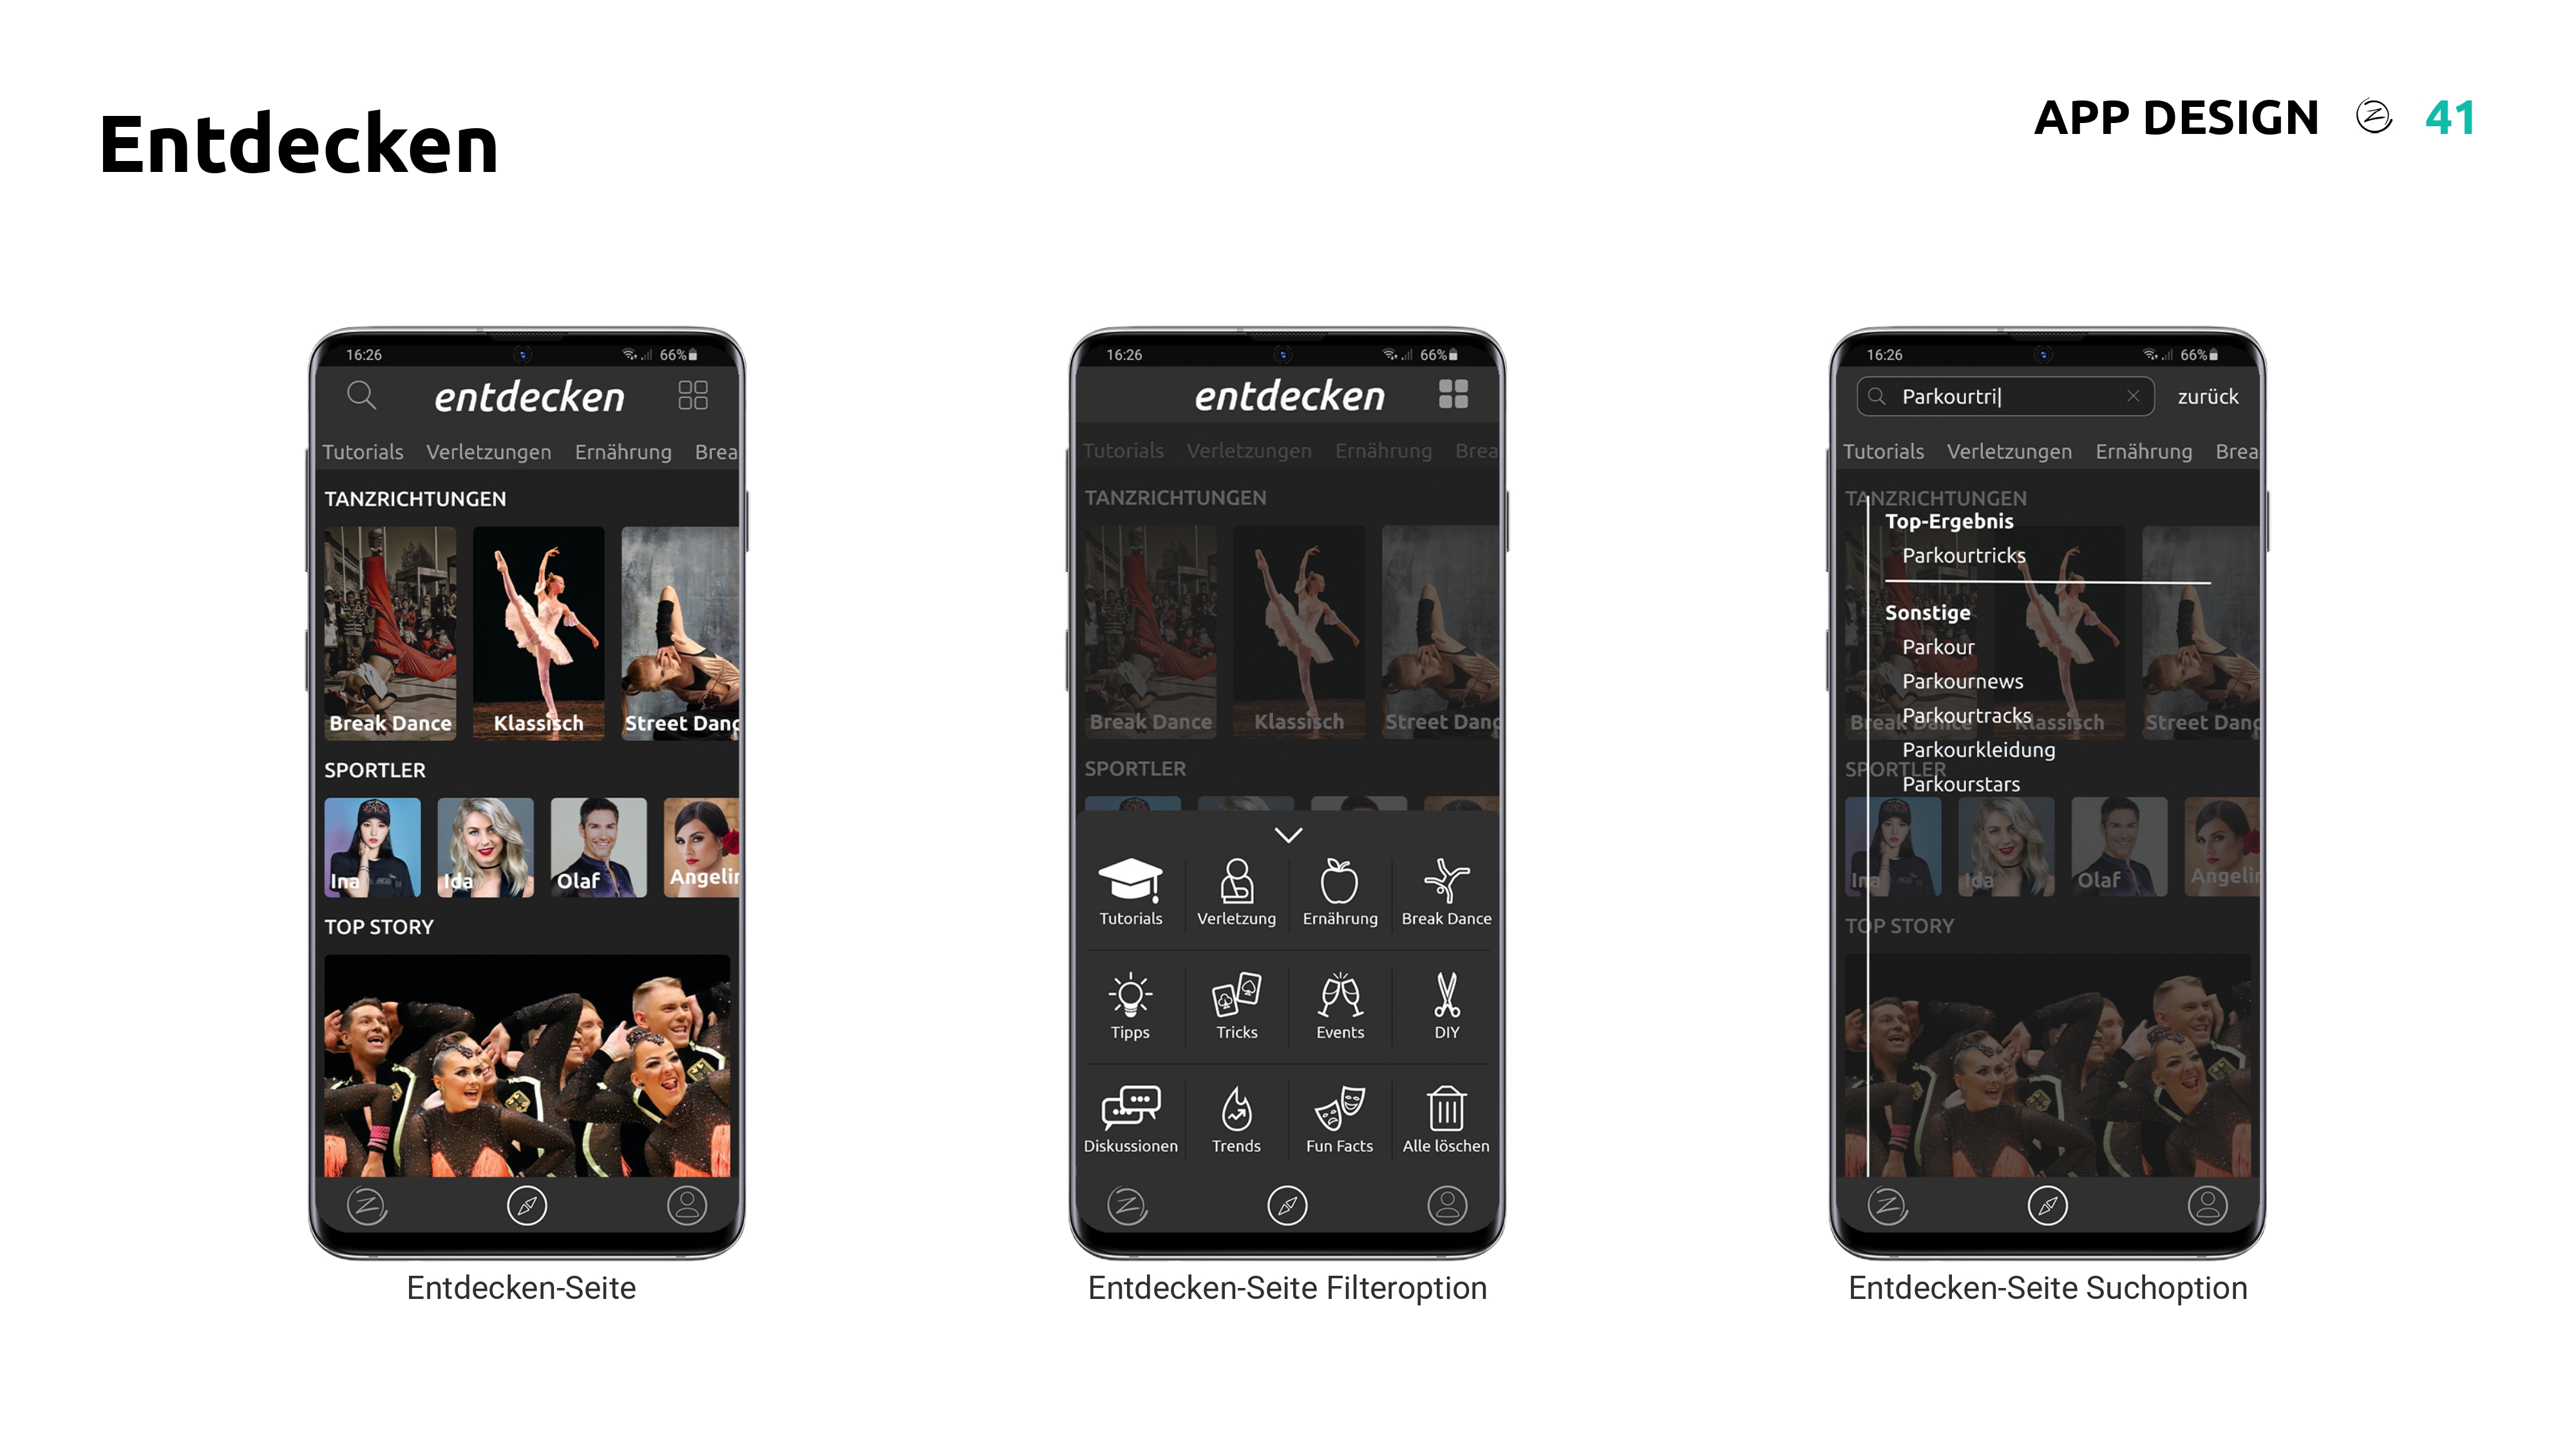 Entdecken
APP DESIGN 41
16:26 66%
entdecken
Tutorials Verletzungen Ernährung Brea
TANZRICHTUNGEN
Break Dance Klassisch Street Danc
SPORTLER
Ina Ida Olaf Angelin
TOP STORY
Entdecken-Seite
16:26 66%
entdecken
Tutorials Verletzungen Ernährung Brea
TANZRICHTUNGEN
Break Dance Klassisch Street Danc
SPORTLER
Tutorials Verletzung Ernährung Break Dance
Tipps Tricks Events DIY
Diskussionen Trends Fun Facts Alle löschen
Entdecken-Seite Filteroption
16:26 66%
Parkourtri zurück
Tutorials Verletzungen Ernährung Brea
TANZRICHTUNGEN
Top-Ergebnis
Parkourtricks
Sonstige
Parkour
Parkournews
Parkourtracks
Break Dance Klassisch Street Danc
Parkourkleidung
SPORTLER
Parkourstars
Ina Ida Olaf Angelin
TOP STORY
Entdecken-Seite Suchoption